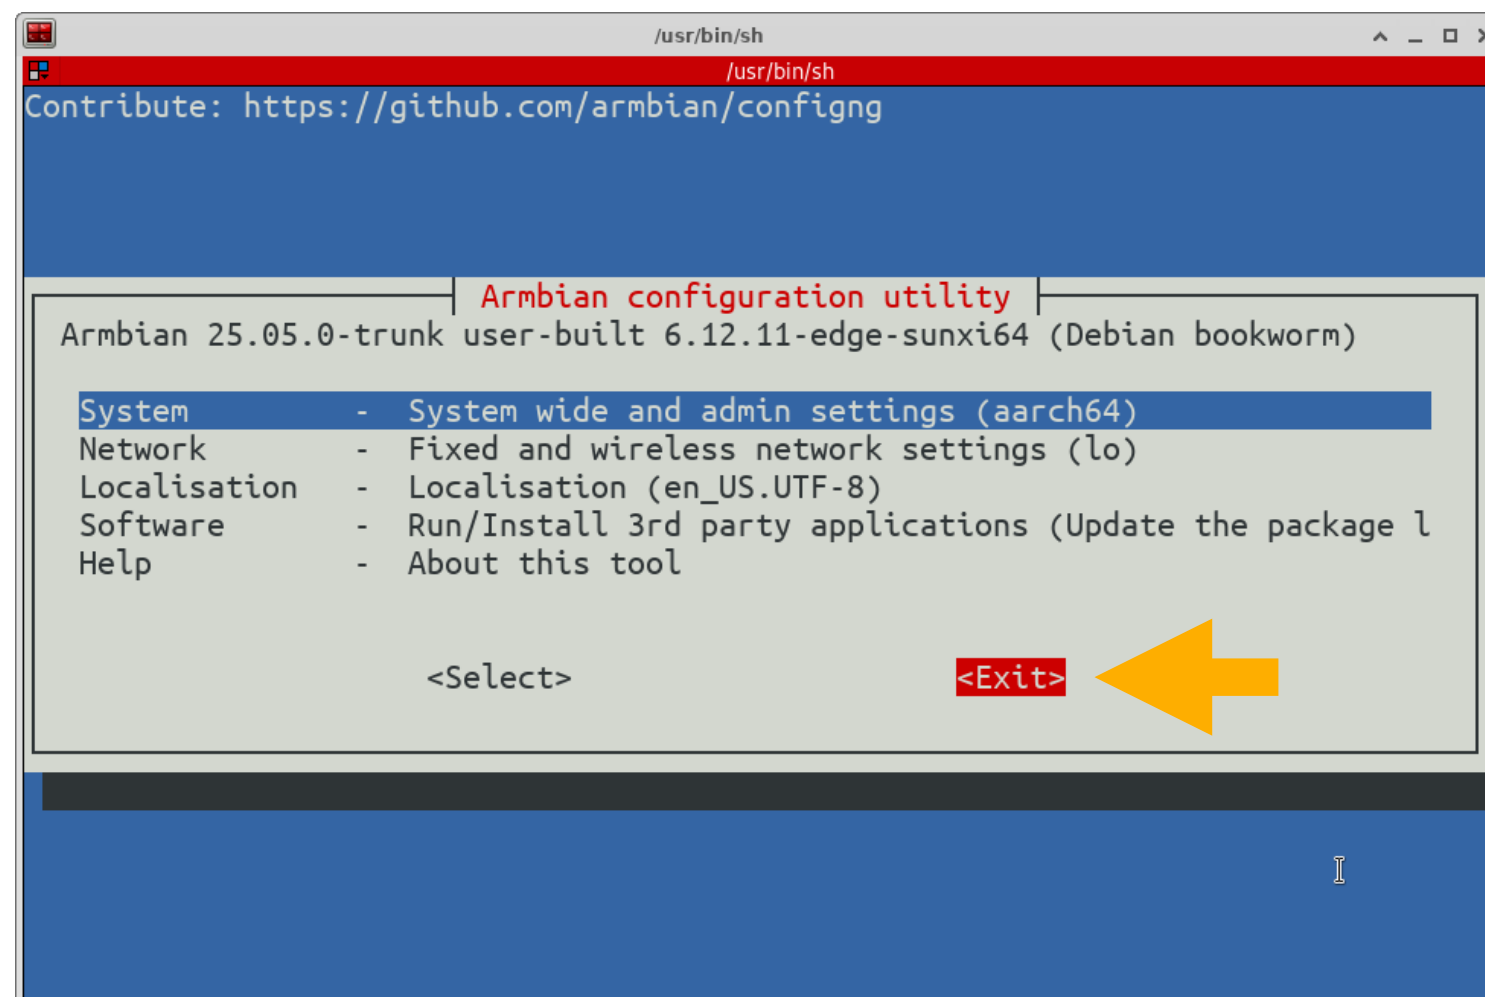 /usr/bin/sh
/usr/bin/sh
Contribute: https://github.com/armbian/configng
Armbian configuration utility
Armbian 25.05.0-trunk user-built 6.12.11-edge-sunxi64 (Debian bookworm)
System - System wide and admin settings (aarch64)
Network - Fixed and wireless network settings (lo)
Localisation - Localisation (en_US.UTF-8)
Software - Run/Install 3rd party applications (Update the package l
Help - About this tool
<Select> <Exit>